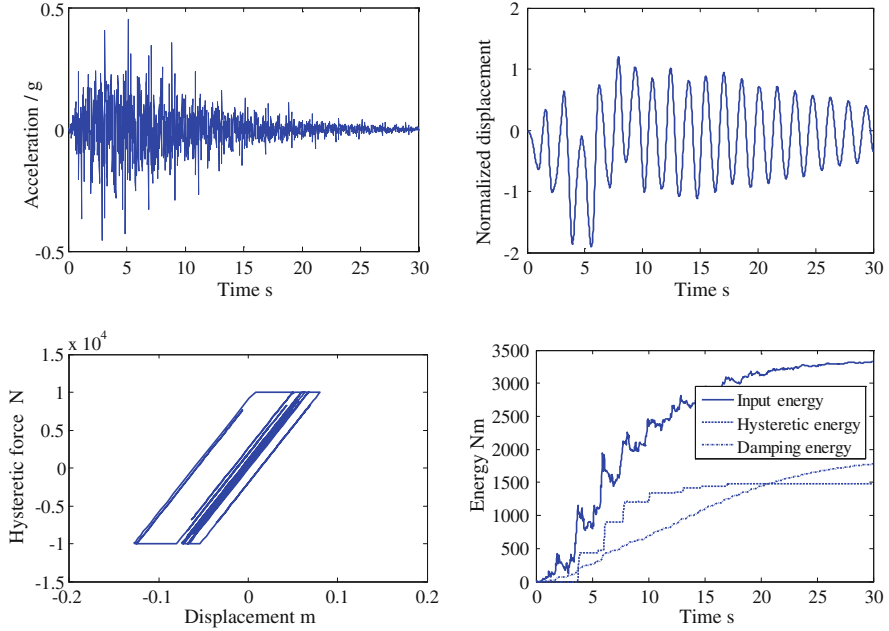 0.5
0
-0.5
Acceleration / g
0 5 10 15 20 25 30
Time s
2
1
0
-1
-2
Normalized displacement
0 5 10 15 20 25 30
Time s
x 10^4
1.5
1
0.5
0
-0.5
-1
-1.5
Hysteretic force N
-0.2 -0.1 0 0.1 0.2
Displacement m
3500
3000
2500
2000
1500
1000
500
0
Energy Nm
Input energy
Hysteretic energy
Damping energy
0 5 10 15 20 25 30
Time s